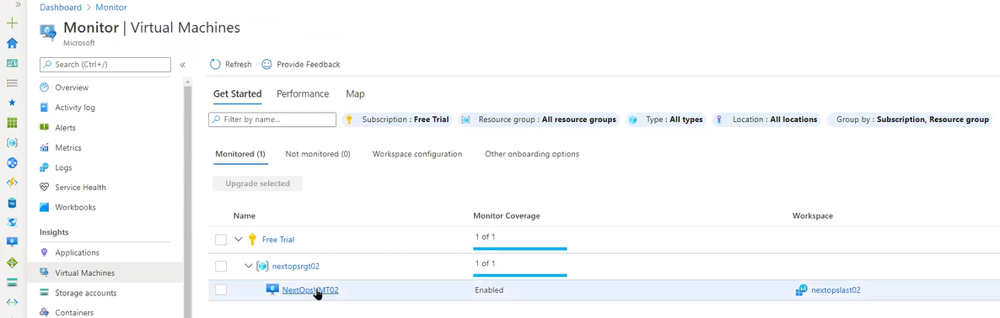 Dashboard > Monitor
Monitor | Virtual Machines
Microsoft
Search (Ctrl+/)
«
Overview
Activity log
Alerts
Metrics
Logs
Service Health
Workbooks
Insights
Applications
Virtual Machines
Storage accounts
Containers
Refresh Provide Feedback
Get Started Performance Map
Filter by name... Subscription : Free Trial Resource group : All resource groups Type : All types Location : All locations Group by : Subscription, Resource group
Monitored (1) Not monitored (0) Workspace configuration Other onboarding options
Upgrade selected
Name Monitor Coverage Workspace
Free Trial 1 of 1
nextopsrgt02 1 of 1
NextOpsVMT02 Enabled nextopslast02